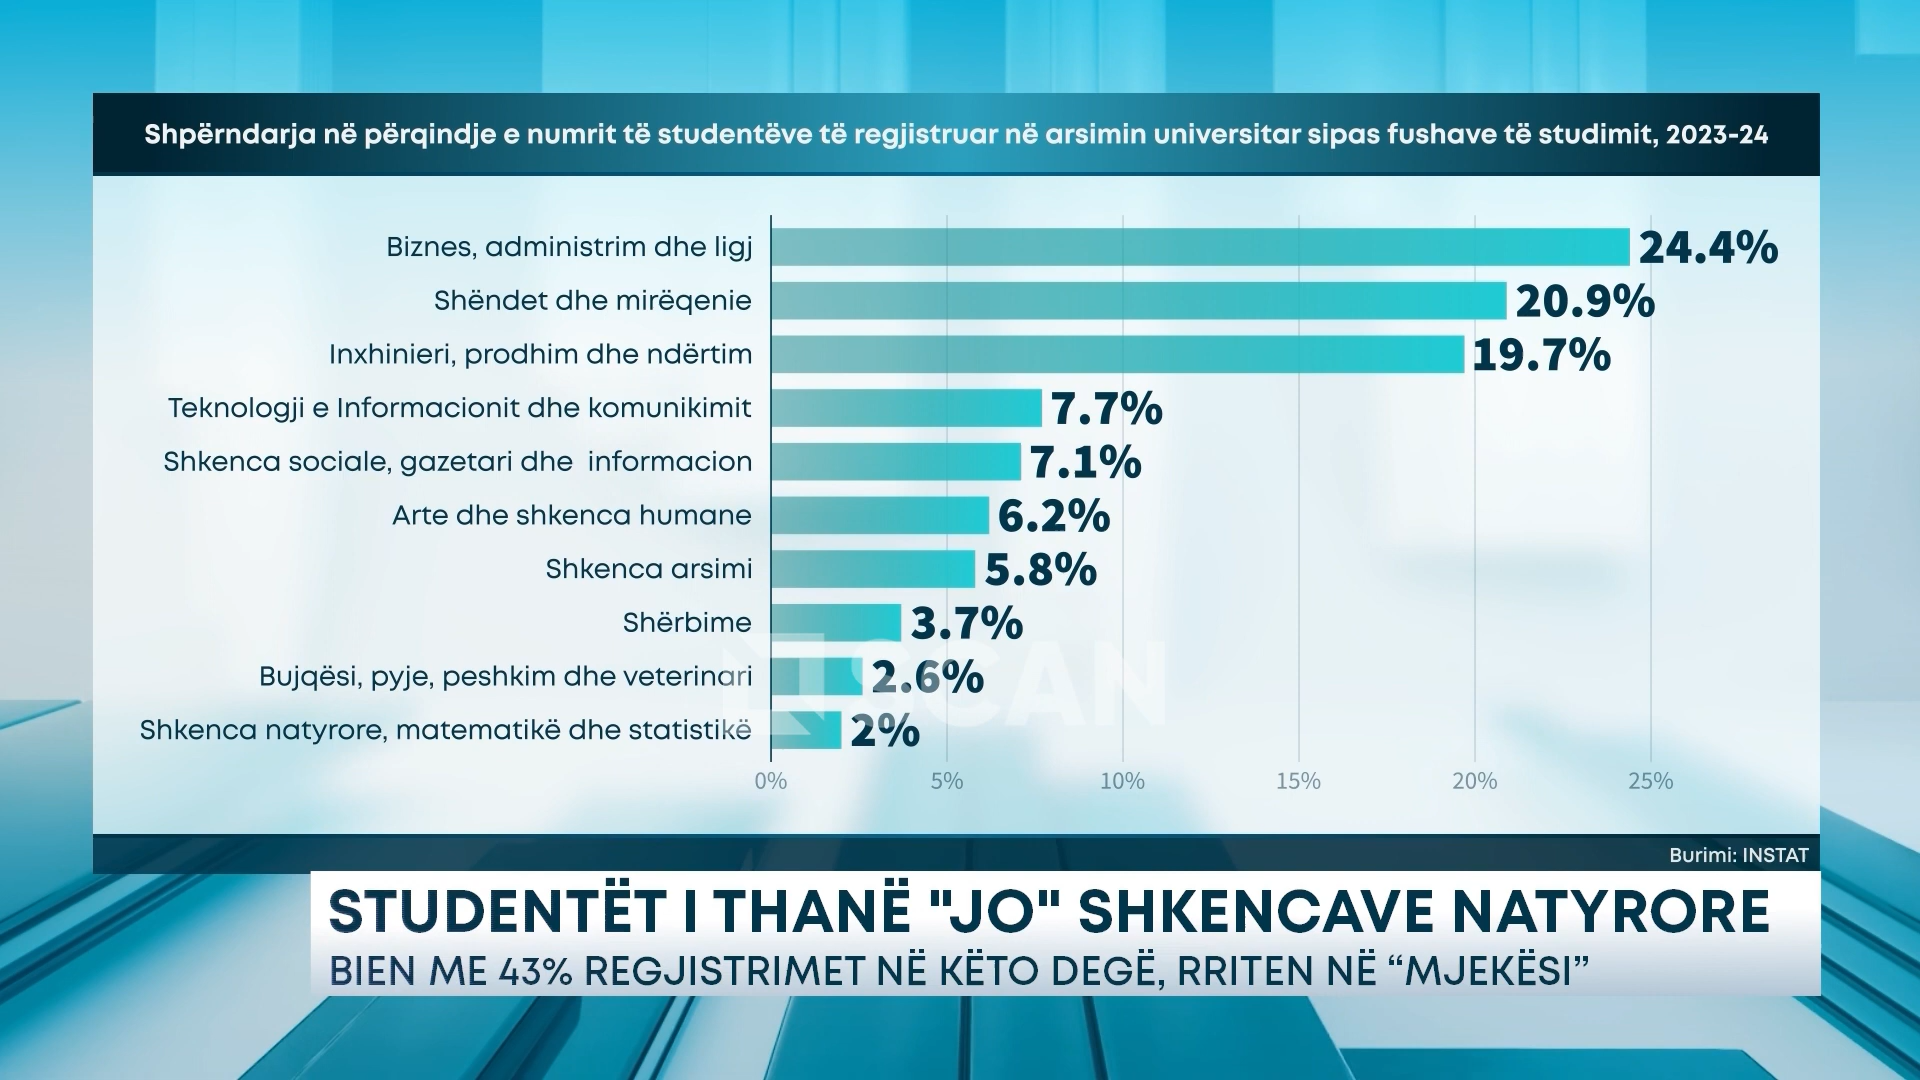 Shpërndarja në përqindje e numrit të studentëve të regjistruar në arsimin universitar sipas fushave të studimit, 2023-24
Biznes, administrim dhe ligj 24.4%
Shëndet dhe mirëqenie 20.9%
Inxhinieri, prodhim dhe ndërtim 19.7%
Teknologji e Informacionit dhe komunikimit 7.7%
Shkenca sociale, gazetari dhe  informacion 7.1%
Arte dhe shkenca humane 6.2%
Shkenca arsimi 5.8%
Shërbime 3.7%
Bujqësi, pyje, peshkim dhe veterinari 2.6%
SCAN
Shkenca natyrore, matematikë dhe statistikë 2%
0% 5% 10% 15% 20% 25%
Burimi: INSTAT
STUDENTËT I THANË "JO" SHKENCAVE NATYRORE
BIEN ME 43% REGJISTRIMET NË KËTO DEGË, RRITEN NË “MJEKËSI”